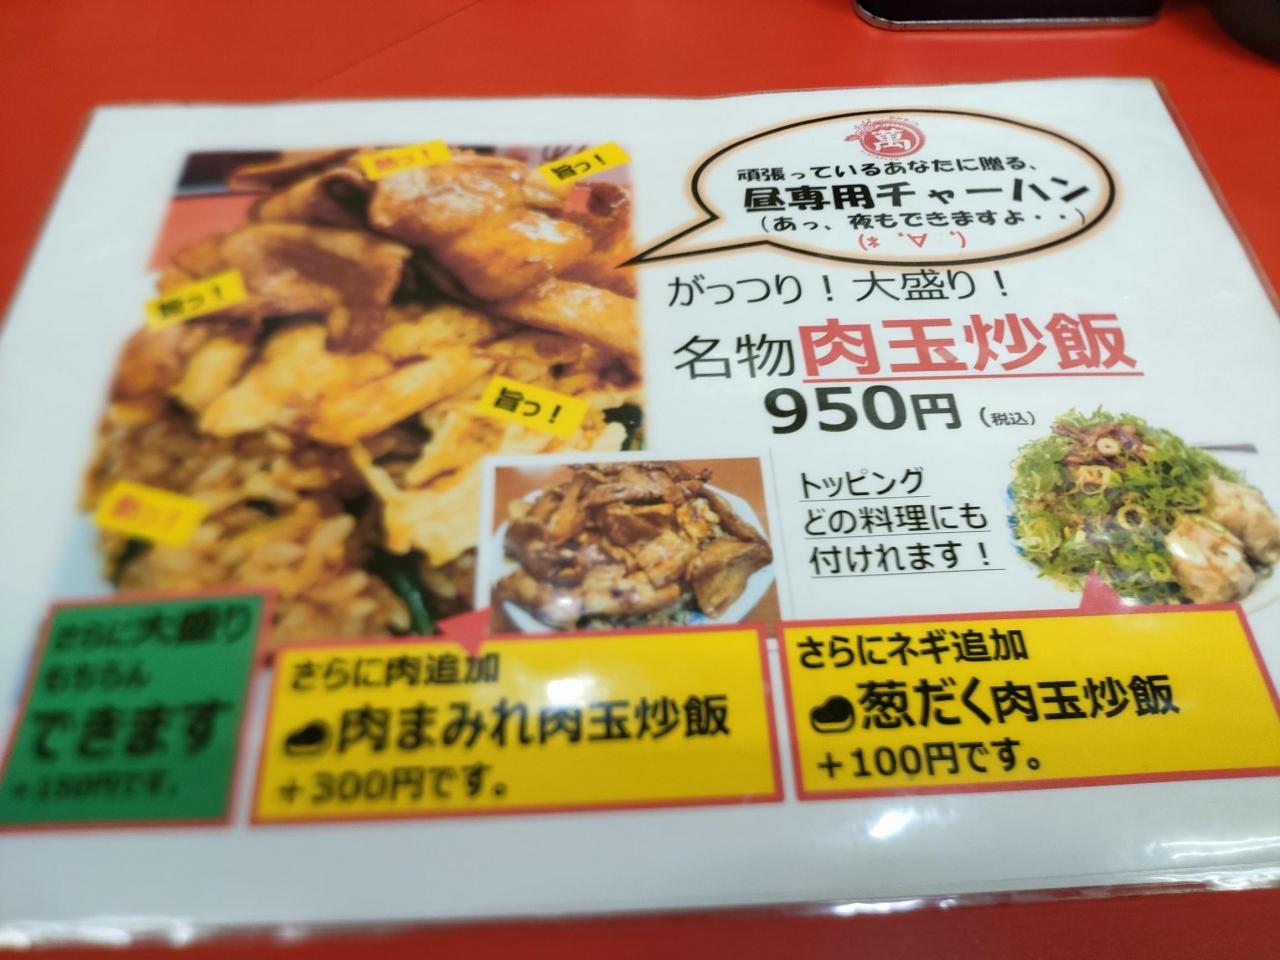 萬
頑張っているあなたに贈る、
昼専用チャーハン
(あっ、夜もできますよ・・)
がっつり！大盛り！
名物肉玉炒飯
950円（税込）
旨っ！
旨っ！
旨っ！
トッピング
どの料理にも
付けれます！
さらに大盛り
もちろん
できます
＋150円です。
さらに肉追加
肉まみれ肉玉炒飯
＋300円です。
さらにネギ追加
葱だく肉玉炒飯
＋100円です。